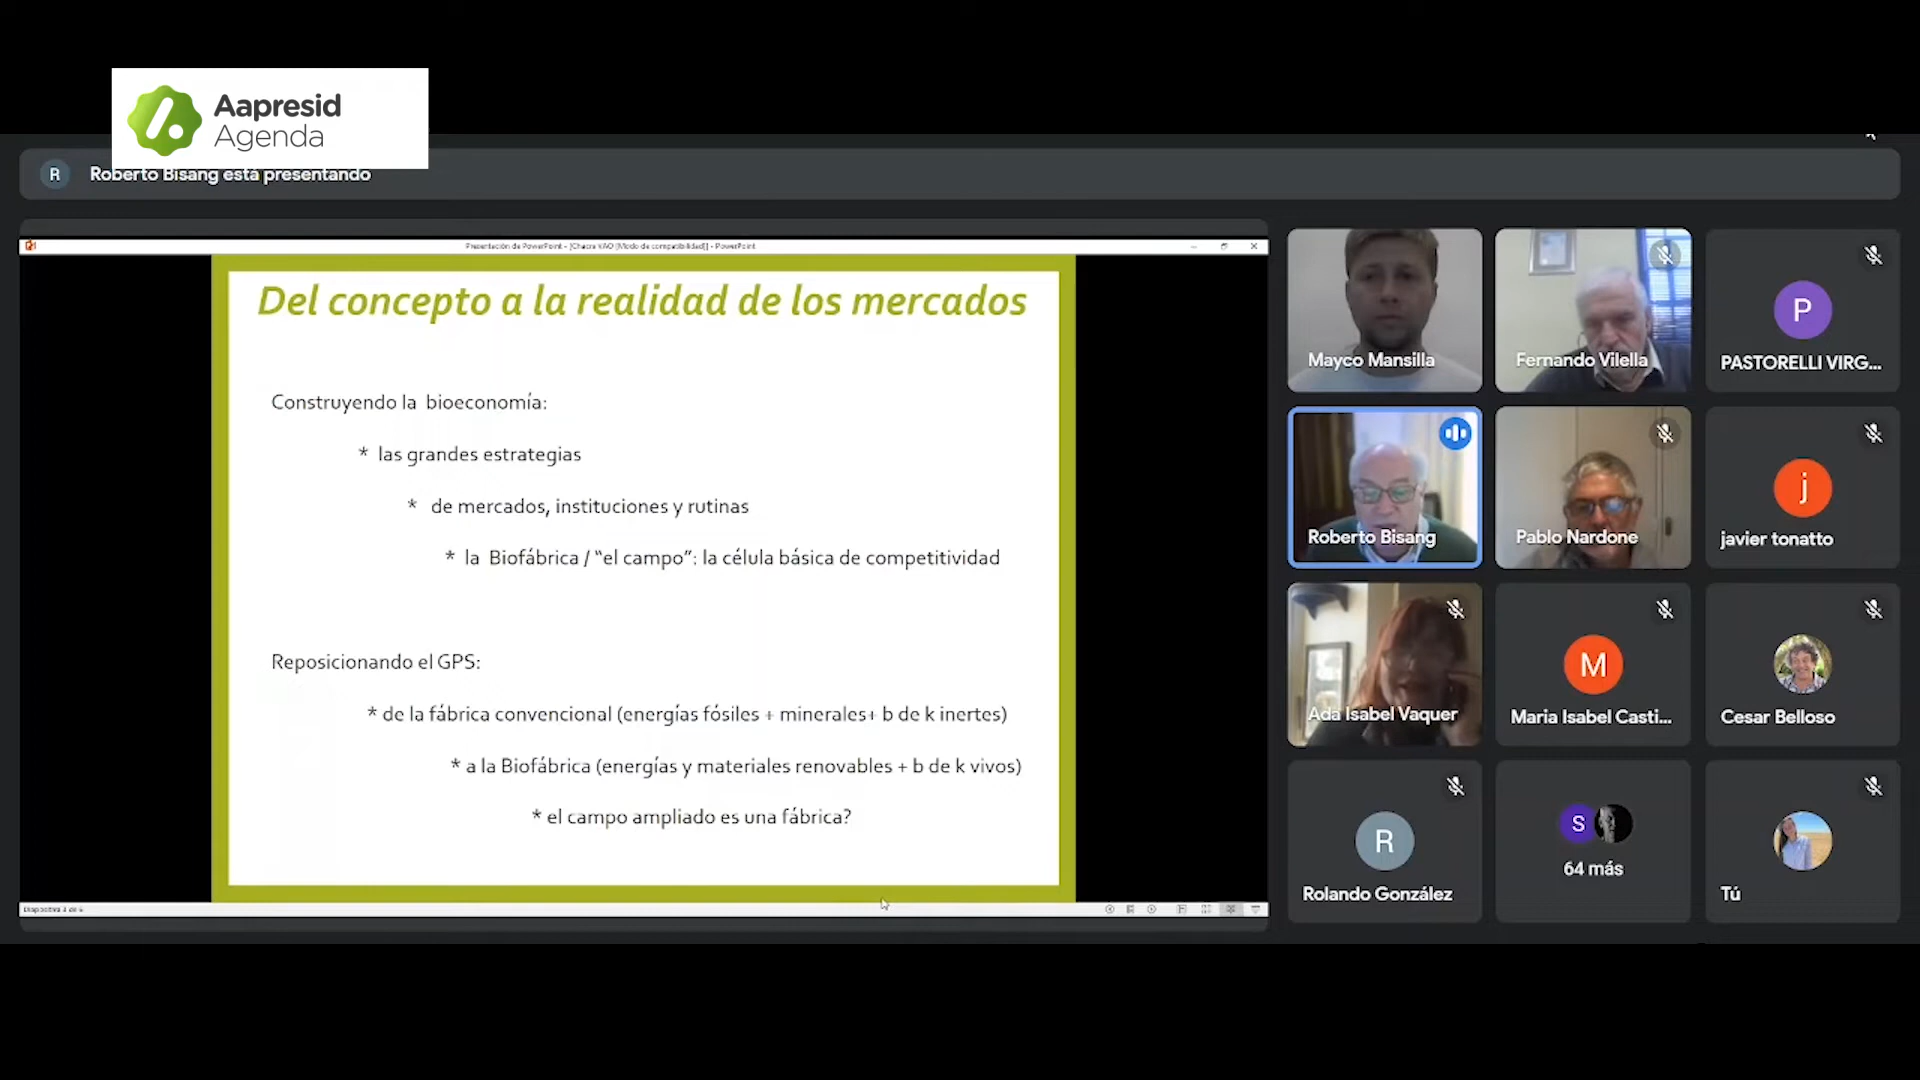 Aapresid
Agenda
R
Roberto Bisang está presentando
Presentación de PowerPoint - [Chacra VAO [Modo de compatibilidad]] - PowerPoint
Del concepto a la realidad de los mercados
Construyendo la bioeconomía:
* las grandes estrategias
* de mercados, instituciones y rutinas
* la Biofábrica / “el campo”: la célula básica de competitividad
Reposicionando el GPS:
* de la fábrica convencional (energías fósiles + minerales+ b de k inertes)
* a la Biofábrica (energías y materiales renovables + b de k vivos)
* el campo ampliado es una fábrica?
Diapositiva 3 de
Mayco Mansilla
Fernando Vilella
P
PASTORELLI VIRG...
Roberto Bisang
Pablo Nardone
j
javier tonatto
Ada Isabel Vaquer
M
Maria Isabel Casti...
Cesar Belloso
R
Rolando González
S
64 más
Tú